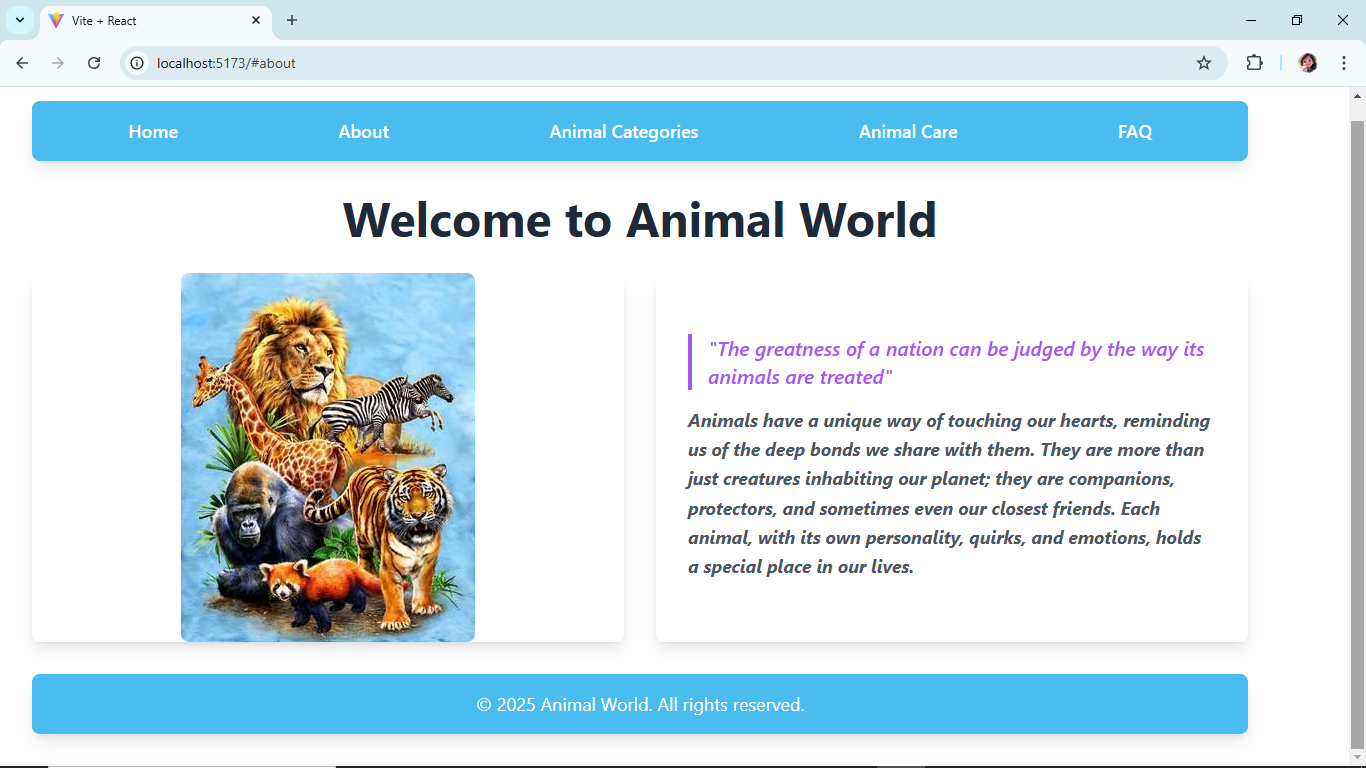 Vite + React
localhost:5173/#about
Home About Animal Categories Animal Care FAQ
Welcome to Animal World
"The greatness of a nation can be judged by the way its
animals are treated"
Animals have a unique way of touching our hearts, reminding
us of the deep bonds we share with them. They are more than
just creatures inhabiting our planet; they are companions,
protectors, and sometimes even our closest friends. Each
animal, with its own personality, quirks, and emotions, holds
a special place in our lives.
© 2025 Animal World. All rights reserved.